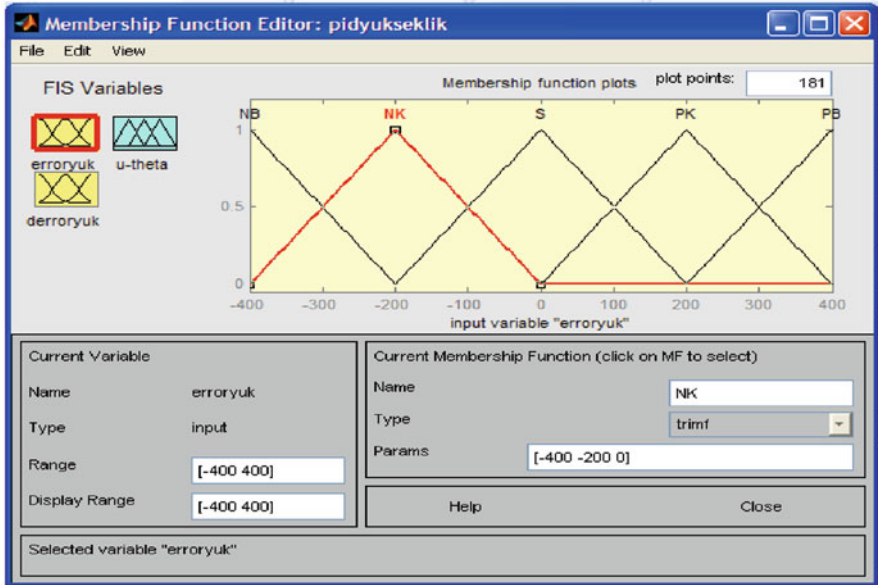 Membership Function Editor: pidyukseklik
File Edit View
FIS Variables
erroryuk u-theta
derroryuk
Membership function plots plot points: 181
NB NK S PK PB
1
0.5
0
-400 -300 -200 -100 0 100 200 300 400
input variable "erroryuk"
Current Variable
Name erroryuk
Type input
Range [-400 400]
Display Range [-400 400]
Current Membership Function (click on MF to select)
Name NK
Type trimf
Params [-400 -200 0]
Help Close
Selected variable "erroryuk"